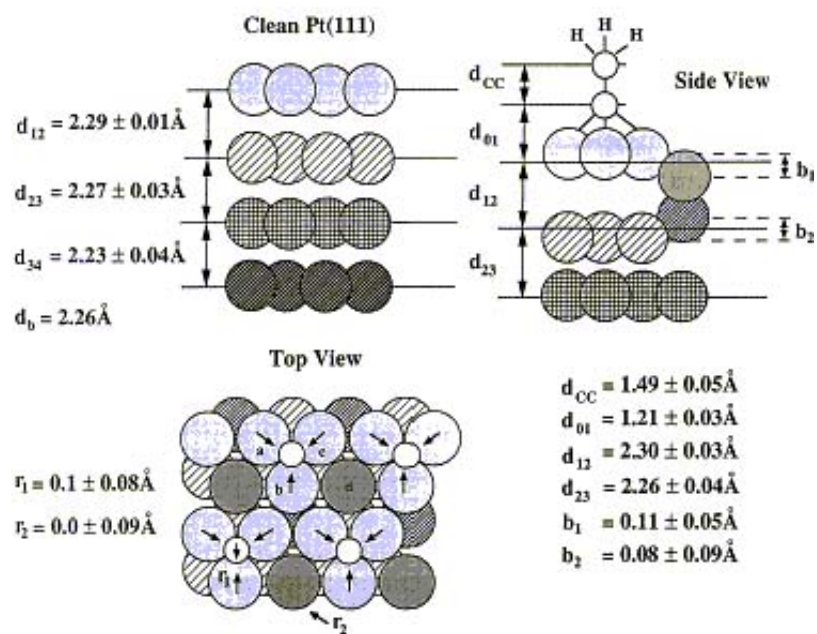 Clean Pt(111)
d12 = 2.29 ± 0.01Å
d23 = 2.27 ± 0.03Å
d34 = 2.23 ± 0.04Å
db = 2.26Å
H H H
Side View
dCC
d01
d12
d23
b1
b2
Top View
a
c
b
d
r1
r2
r1 = 0.1 ± 0.08Å
r2 = 0.0 ± 0.09Å
dCC = 1.49 ± 0.05Å
d01 = 1.21 ± 0.03Å
d12 = 2.30 ± 0.03Å
d23 = 2.26 ± 0.04Å
b1 = 0.11 ± 0.05Å
b2 = 0.08 ± 0.09Å